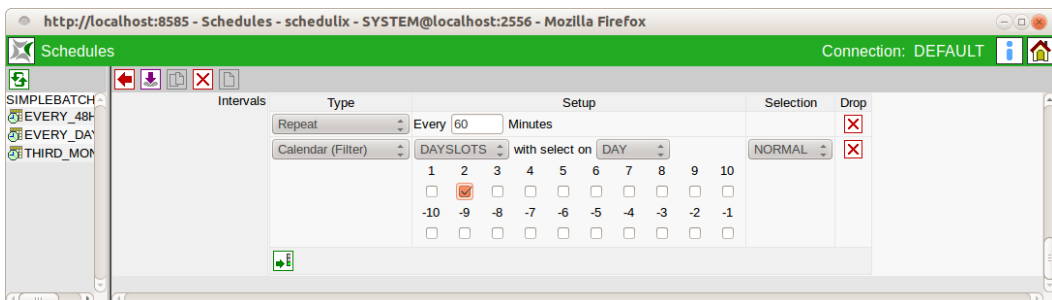 http://localhost:8585 - Schedules - schedulix - SYSTEM@localhost:2556 - Mozilla Firefox
Schedules Connection: DEFAULT
SIMPLEBATCH
EVERY_48H
EVERY_DAY
THIRD_MON
Intervals Type Setup Selection Drop
Repeat Every 60 Minutes
Calendar (Filter) DAYSLOTS with select on DAY NORMAL
1 2 3 4 5 6 7 8 9 10
-10 -9 -8 -7 -6 -5 -4 -3 -2 -1